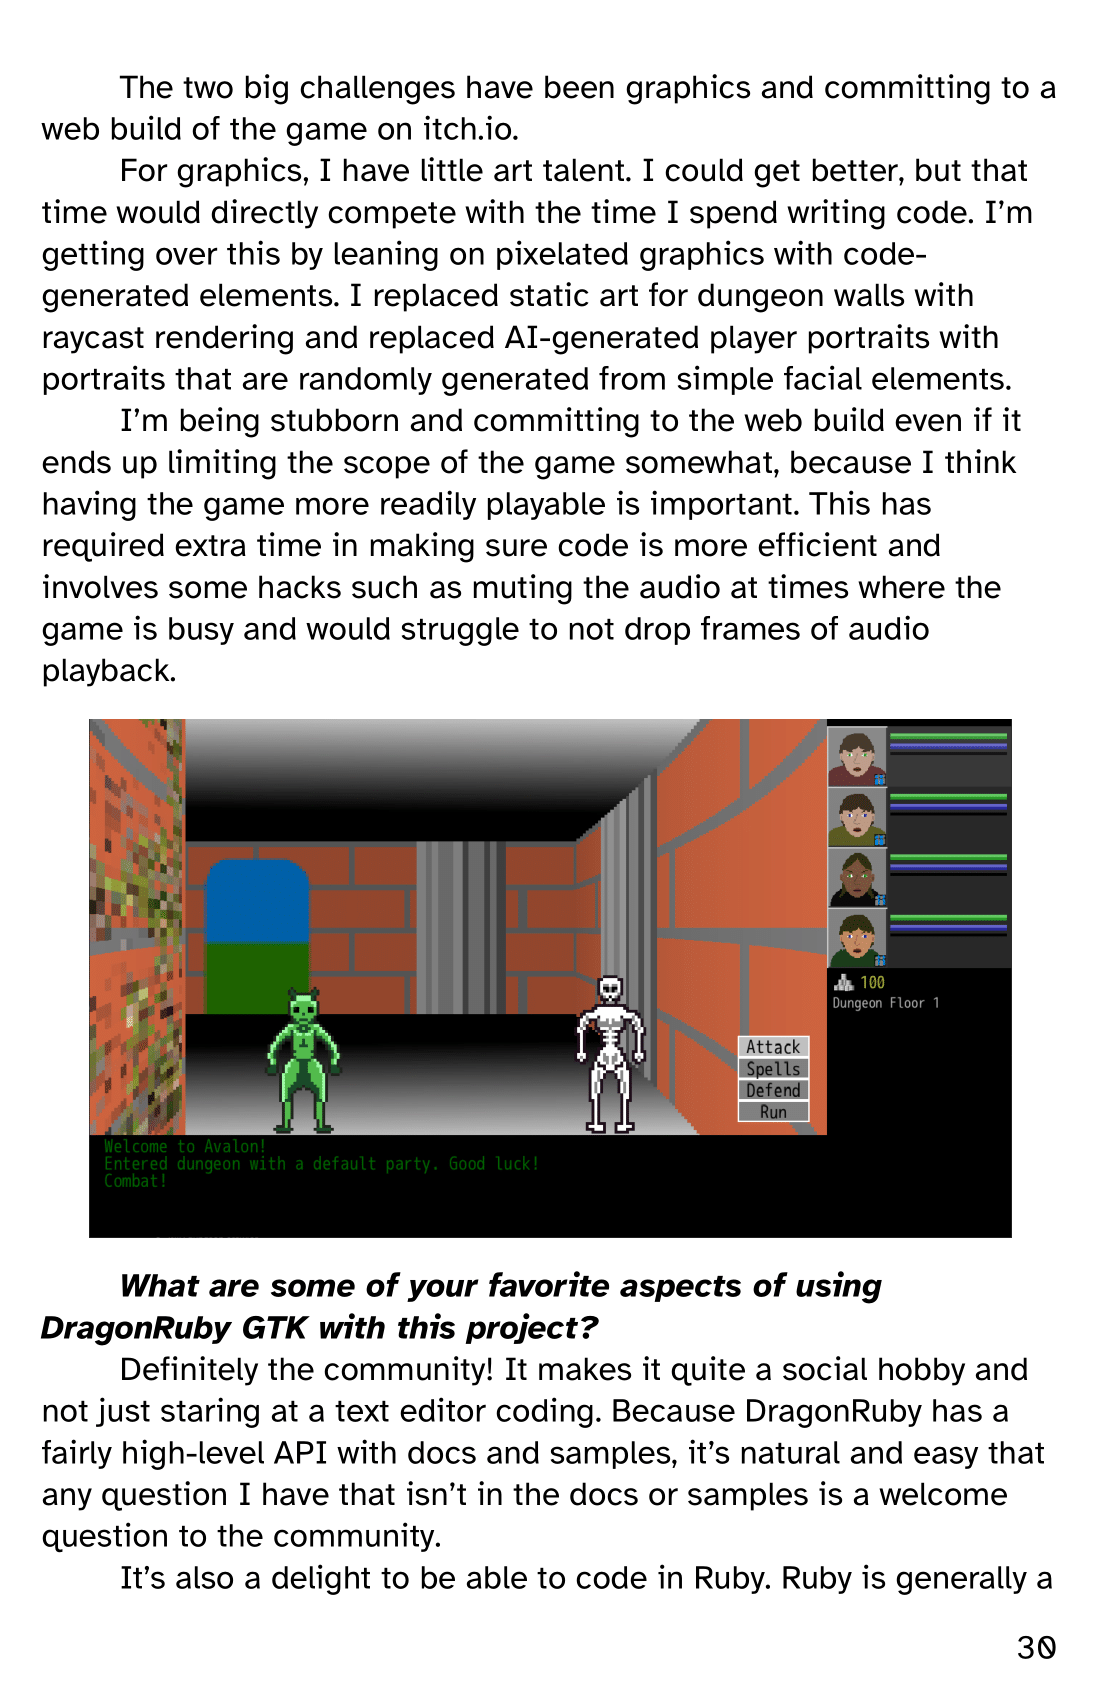 The two big challenges have been graphics and committing to a
web build of the game on itch.io.
For graphics, I have little art talent. I could get better, but that
time would directly compete with the time I spend writing code. I’m
getting over this by leaning on pixelated graphics with code-
generated elements. I replaced static art for dungeon walls with
raycast rendering and replaced AI-generated player portraits with
portraits that are randomly generated from simple facial elements.
I’m being stubborn and committing to the web build even if it
ends up limiting the scope of the game somewhat, because I think
having the game more readily playable is important. This has
required extra time in making sure code is more efficient and
involves some hacks such as muting the audio at times where the
game is busy and would struggle to not drop frames of audio
playback.
100
Dungeon Floor 1
Attack
Spells
Defend
Run
Welcome to Avalon!
Entered dungeon with a default party. Good luck!
Combat!
What are some of your favorite aspects of using
DragonRuby GTK with this project?
Definitely the community! It makes it quite a social hobby and
not just staring at a text editor coding. Because DragonRuby has a
fairly high-level API with docs and samples, it’s natural and easy that
any question I have that isn’t in the docs or samples is a welcome
question to the community.
It’s also a delight to be able to code in Ruby. Ruby is generally a
30